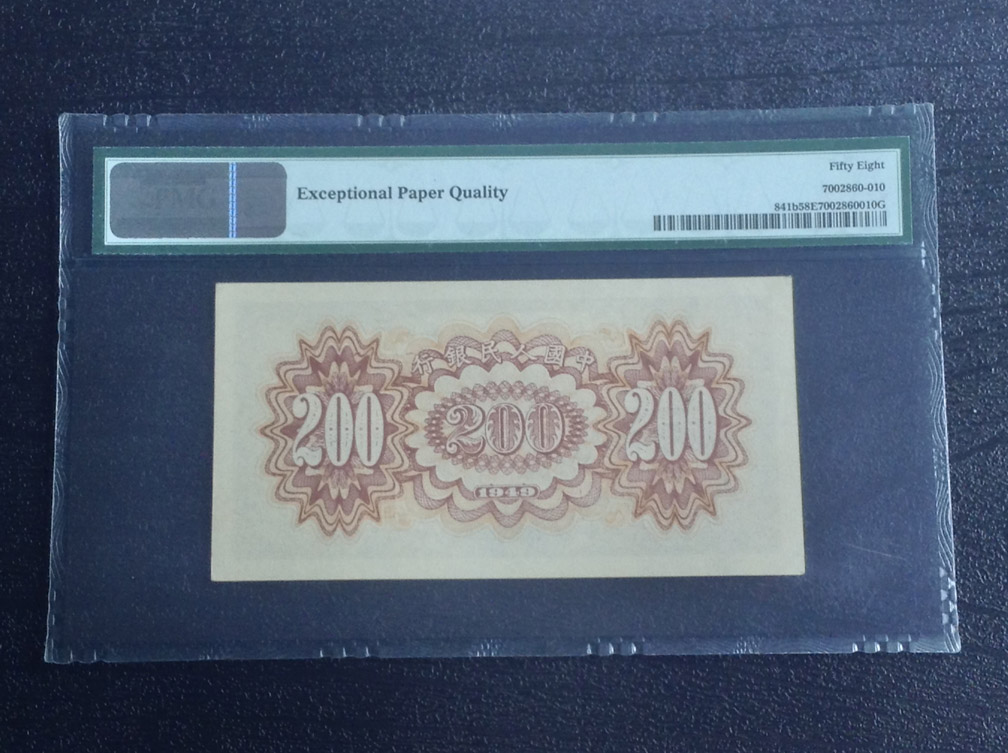 Exceptional Paper Quality
Fifty Eight
7002860-010
841b58E7002860010G
行銀民人國中
200 200 200
1949